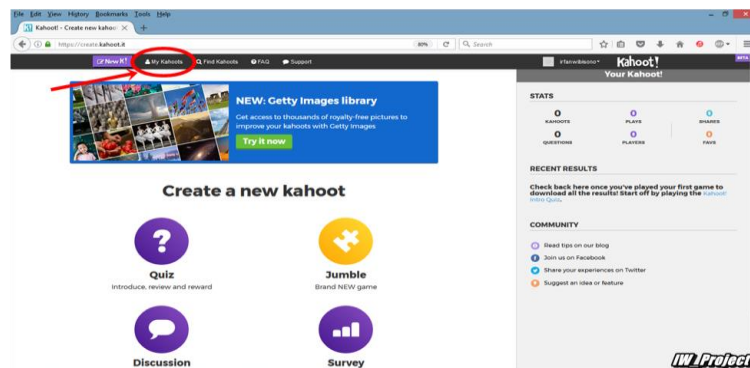 File Edit View History Bookmarks Tools Help
Kahoot! - Create new kahoot
https://create.kahoot.it
80%
Search
New K!
My Kahoots
Find Kahoots
FAQ
Support
irfanwibisono
Kahoot!
BETA
Your Kahoot!
NEW: Getty Images library
Get access to thousands of royalty-free pictures to
improve your kahoots with Getty Images
Try it now
Create a new kahoot
Quiz
Introduce, review and reward
Jumble
Brand NEW game
Discussion
Survey
STATS
0 0 0
KAHOOTS PLAYS SHARES
0 0 0
QUESTIONS PLAYERS FAVS
RECENT RESULTS
Check back here once you've played your first game to
download all the results! Start off by playing the Kahoot!
Intro Quiz.
COMMUNITY
Read tips on our blog
Join us on Facebook
Share your experiences on Twitter
Suggest an idea or feature
IW_Project